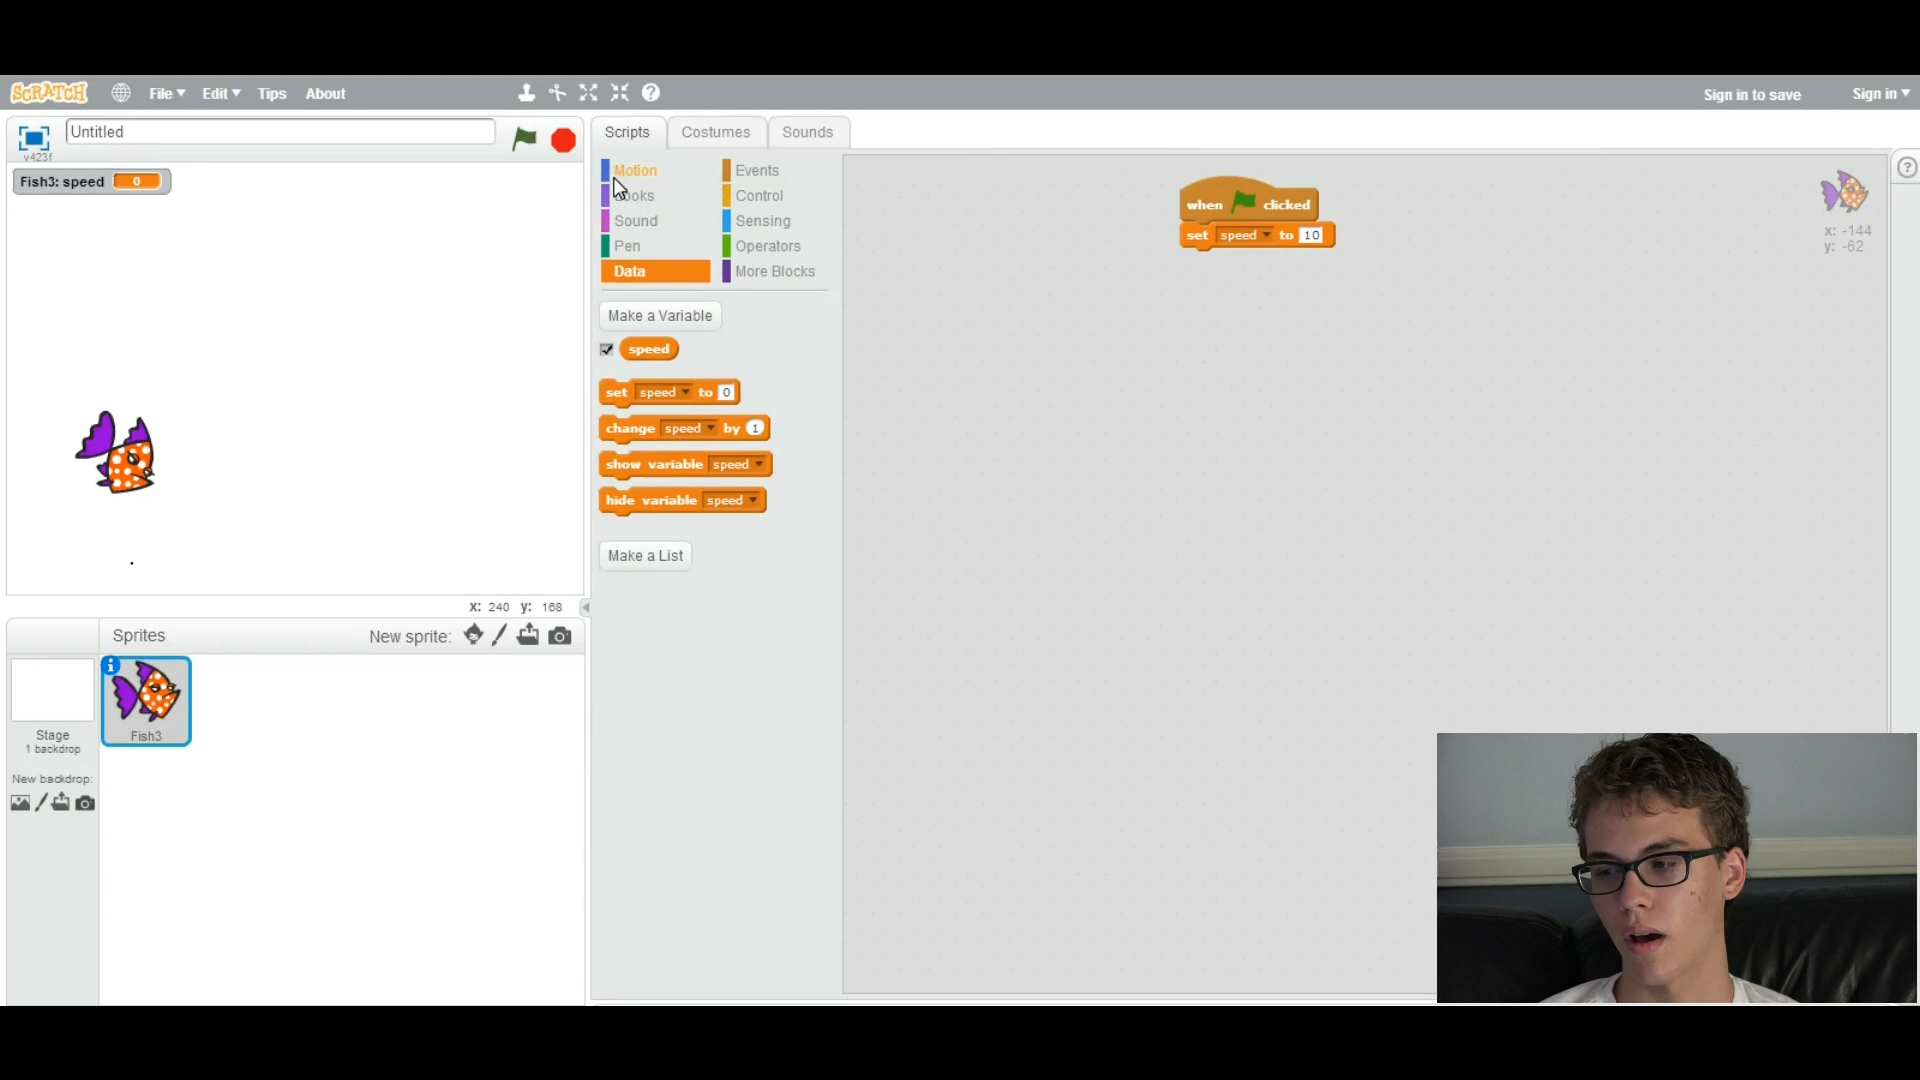 SCRATCH File Edit Tips About Sign in to save Sign in
v423f Untitled
Scripts Costumes Sounds
Fish3: speed 0
Motion Events
Looks Control
Sound Sensing
Pen Operators
Data More Blocks
Make a Variable
speed
set speed to 0
change speed by 1
show variable speed
hide variable speed
Make a List
when clicked
set speed to 10
x: -144
y: -62
x: 240 y: 168
Sprites New sprite:
Fish3
Stage
1 backdrop
New backdrop: